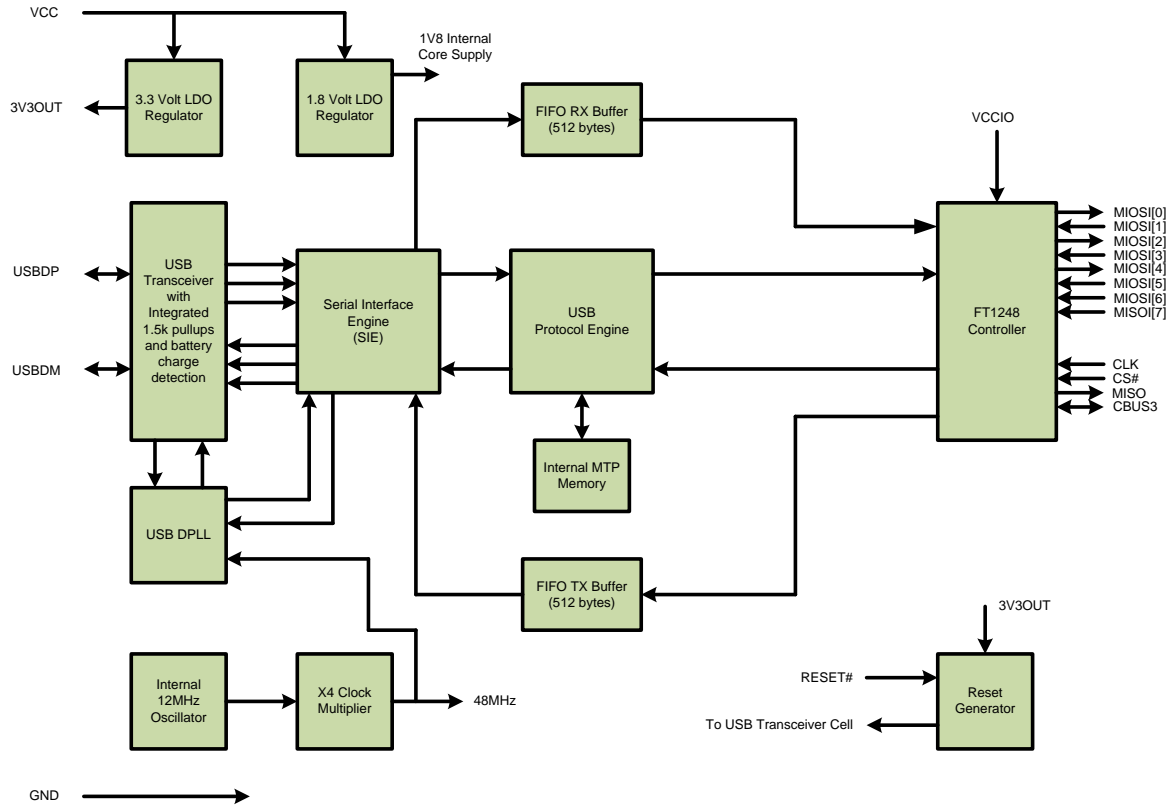 VCC
1V8 Internal
Core Supply
3.3 Volt LDO
Regulator
1.8 Volt LDO
Regulator
3V3OUT
FIFO RX Buffer
(512 bytes)
VCCIO
USBDP
USBDM
USB
Transceiver
with
Integrated
1.5k pullups
and battery
charge
detection
Serial Interface
Engine
(SIE)
USB
Protocol Engine
FT1248
Controller
MIOSI[0]
MIOSI[1]
MIOSI[2]
MIOSI[3]
MIOSI[4]
MIOSI[5]
MIOSI[6]
MISOI[7]
CLK
CS#
MISO
CBUS3
Internal MTP
Memory
USB DPLL
FIFO TX Buffer
(512 bytes)
3V3OUT
Internal
12MHz
Oscillator
X4 Clock
Multiplier
48MHz
RESET#
To USB Transceiver Cell
Reset
Generator
GND